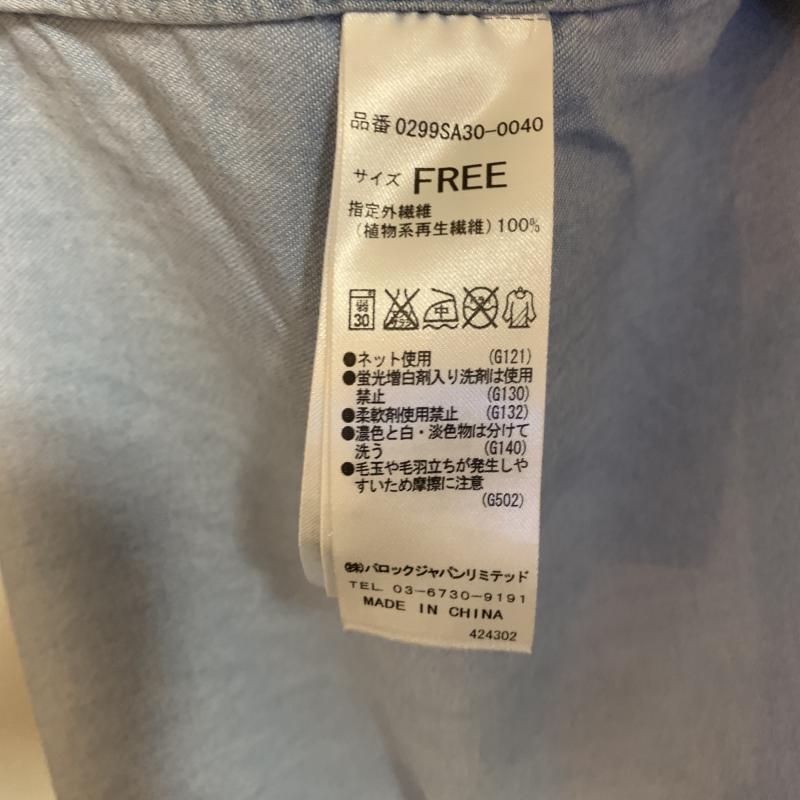 品番 0299SA30-0040
サイズ FREE
指定外繊維
(植物系再生繊維) 100%
弱 30 中
●ネット使用 (G121)
●蛍光増白剤入り洗剤は使用
禁止 (G130)
●柔軟剤使用禁止 (G132)
●濃色と白・淡色物は分けて
洗う (G140)
●毛玉や毛羽立ちが発生しや
すいため摩擦に注意
(G502)
㈱バロックジャパンリミテッド
TEL 03-6730-9191
MADE IN CHINA
424302